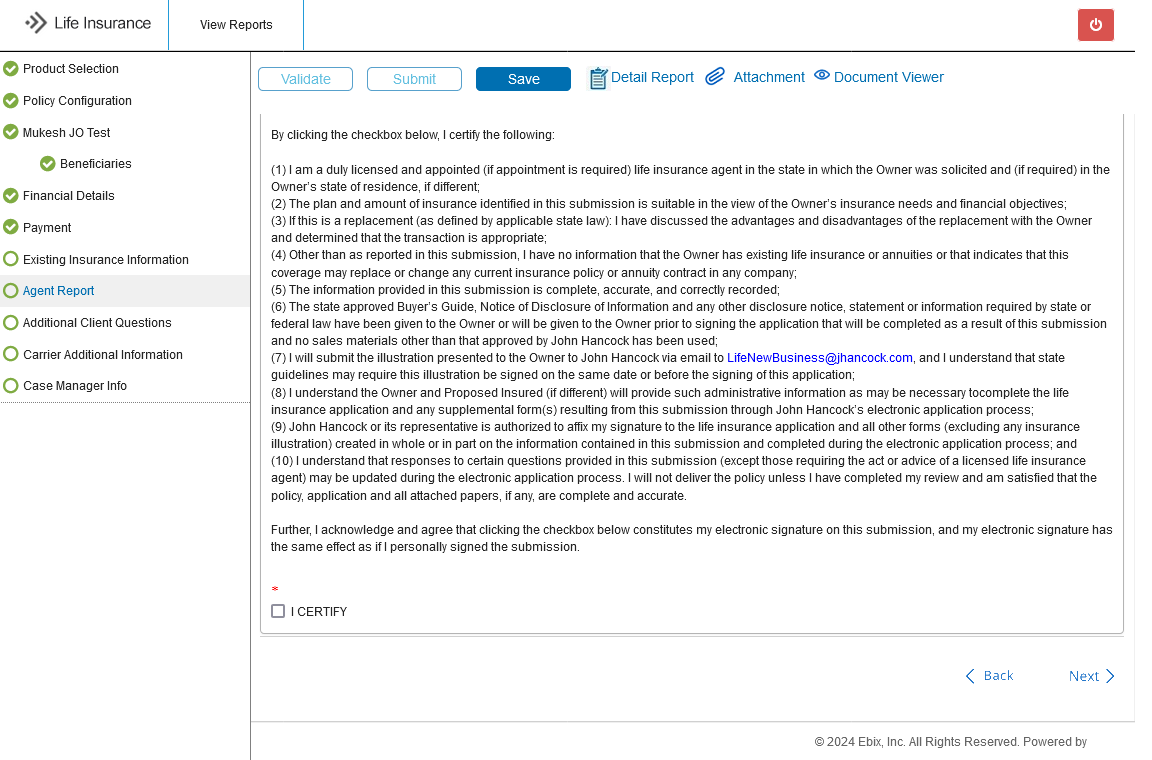 Life Insurance
View Reports
Product Selection
Policy Configuration
Mukesh JO Test
Beneficiaries
Financial Details
Payment
Existing Insurance Information
Agent Report
Additional Client Questions
Carrier Additional Information
Case Manager Info
Validate
Submit
Save
Detail Report
Attachment
Document Viewer
By clicking the checkbox below, I certify the following:
(1) I am a duly licensed and appointed (if appointment is required) life insurance agent in the state in which the Owner was solicited and (if required) in the
Owner's state of residence, if different;
(2) The plan and amount of insurance identified in this submission is suitable in the view of the Owner's insurance needs and financial objectives;
(3) If this is a replacement (as defined by applicable state law): I have discussed the advantages and disadvantages of the replacement with the Owner
and determined that the transaction is appropriate;
(4) Other than as reported in this submission, I have no information that the Owner has existing life insurance or annuities or that indicates that this
coverage may replace or change any current insurance policy or annuity contract in any company;
(5) The information provided in this submission is complete, accurate, and correctly recorded;
(6) The state approved Buyer's Guide, Notice of Disclosure of Information and any other disclosure notice, statement or information required by state or
federal law have been given to the Owner or will be given to the Owner prior to signing the application that will be completed as a result of this submission
and no sales materials other than that approved by John Hancock has been used;
(7) I will submit the illustration presented to the Owner to John Hancock via email to LifeNewBusiness@jhancock.com, and I understand that state
guidelines may require this illustration be signed on the same date or before the signing of this application;
(8) I understand the Owner and Proposed Insured (if different) will provide such administrative information as may be necessary tocomplete the life
insurance application and any supplemental form(s) resulting from this submission through John Hancock's electronic application process;
(9) John Hancock or its representative is authorized to affix my signature to the life insurance application and all other forms (excluding any insurance
illustration) created in whole or in part on the information contained in this submission and completed during the electronic application process; and
(10) I understand that responses to certain questions provided in this submission (except those requiring the act or advice of a licensed life insurance
agent) may be updated during the electronic application process. I will not deliver the policy unless I have completed my review and am satisfied that the
policy, application and all attached papers, if any, are complete and accurate.
Further, I acknowledge and agree that clicking the checkbox below constitutes my electronic signature on this submission, and my electronic signature has
the same effect as if I personally signed the submission.
*
I CERTIFY
Back
Next
© 2024 Ebix, Inc. All Rights Reserved. Powered by